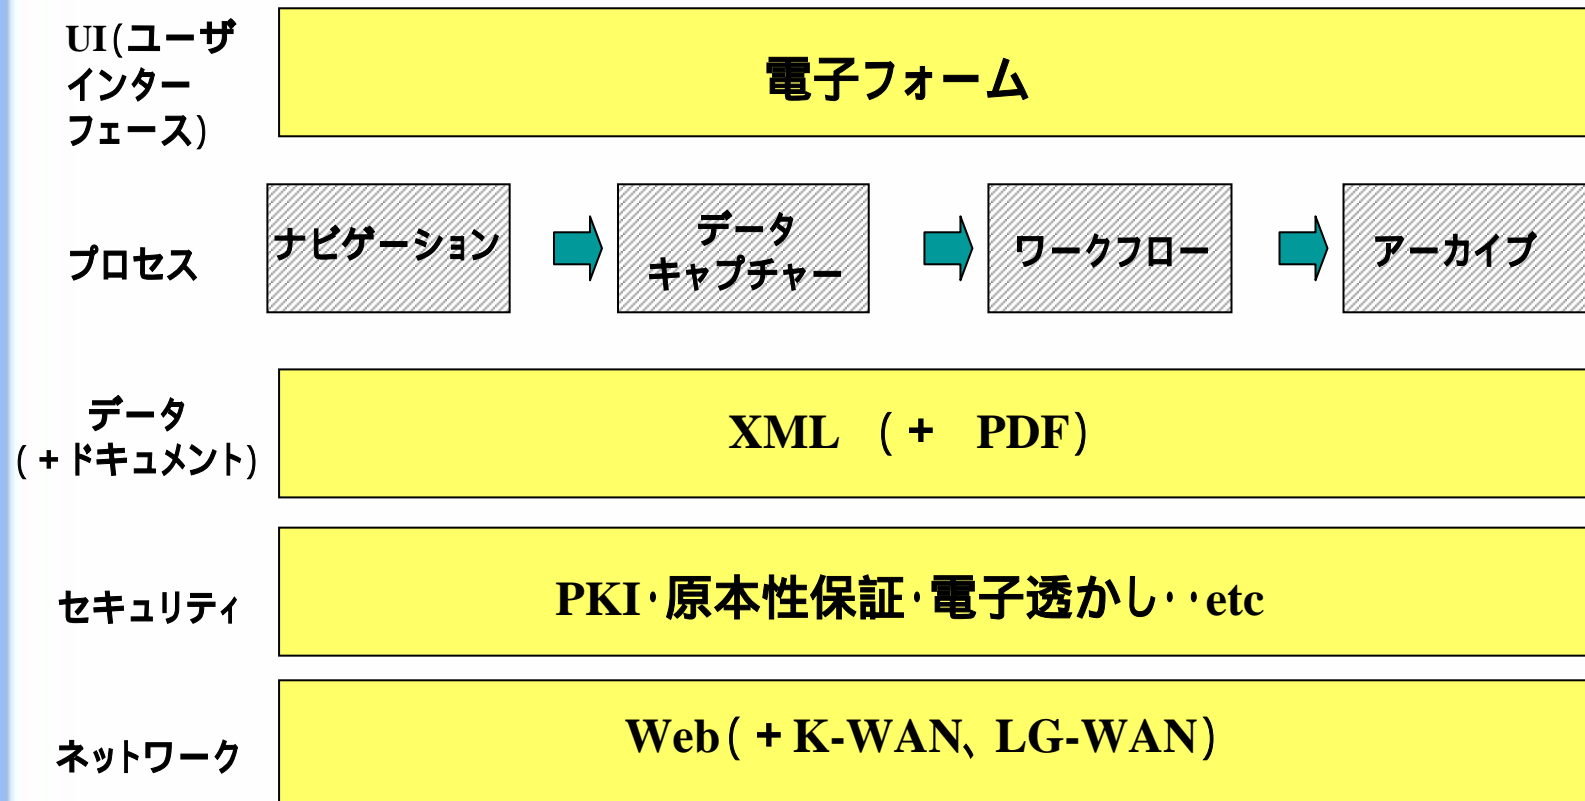 UI(ユーザ
インター
フェース)
電子フォーム
プロセス
ナビゲーション
データ
キャプチャー
ワークフロー
アーカイブ
データ
(+ドキュメント)
XML (+ PDF)
セキュリティ
PKI・原本性保証・電子透かし・・etc
ネットワーク
Web(+K-WAN、LG-WAN)